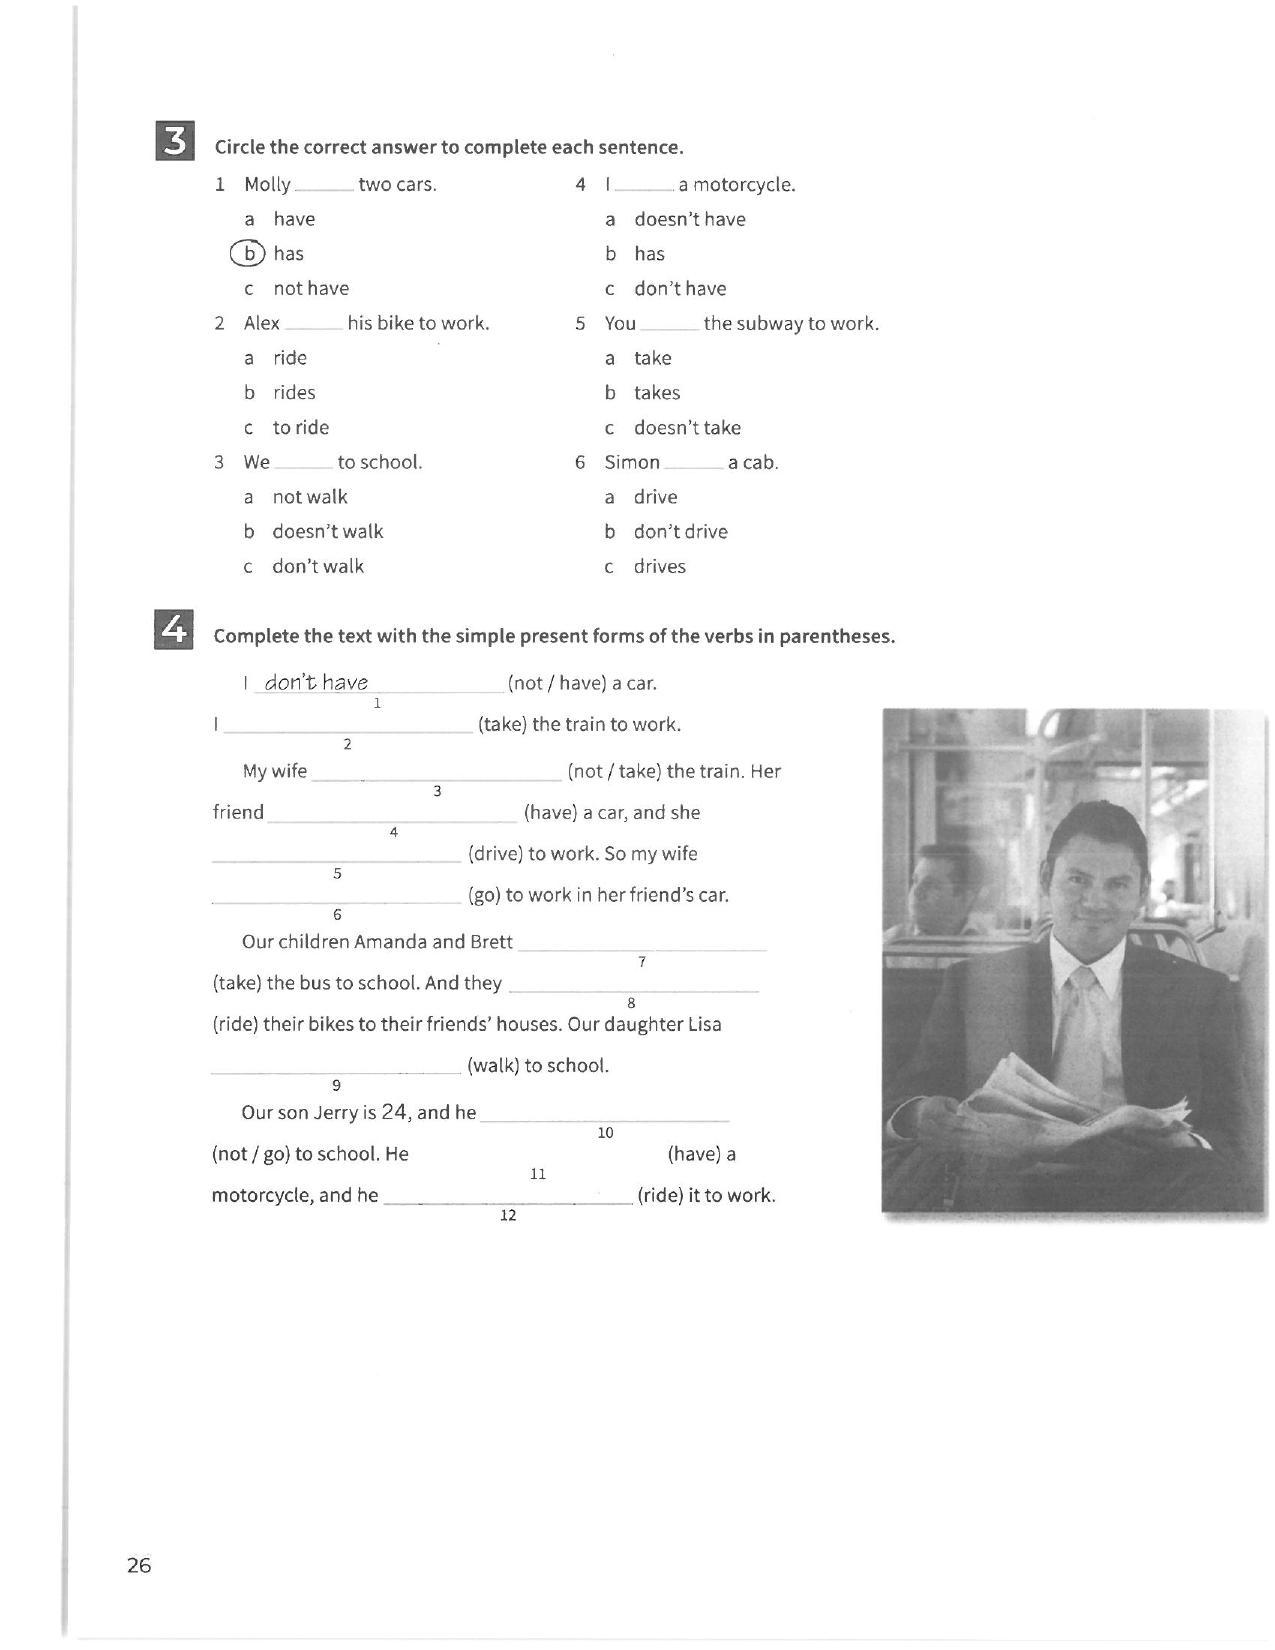 3 Circle the correct answer to complete each sentence.
1 Molly ______ two cars.
a have
b has
c not have
2 Alex ______ his bike to work.
a ride
b rides
c to ride
3 We ______ to school.
a not walk
b doesn't walk
c don't walk
4 I ______ a motorcycle.
a doesn't have
b has
c don't have
5 You ______ the subway to work.
a take
b takes
c doesn't take
6 Simon ______ a cab.
a drive
b don't drive
c drives
4 Complete the text with the simple present forms of the verbs in parentheses.
I don't have ______ (not / have) a car.
1
I ______ (take) the train to work.
2
My wife ______ (not / take) the train. Her
3
friend ______ (have) a car, and she
4
______ (drive) to work. So my wife
5
______ (go) to work in her friend's car.
6
Our children Amanda and Brett ______
7
(take) the bus to school. And they ______
8
(ride) their bikes to their friends' houses. Our daughter Lisa
______ (walk) to school.
9
Our son Jerry is 24, and he ______
10
(not / go) to school. He (have) a
11
motorcycle, and he ______ (ride) it to work.
12
26